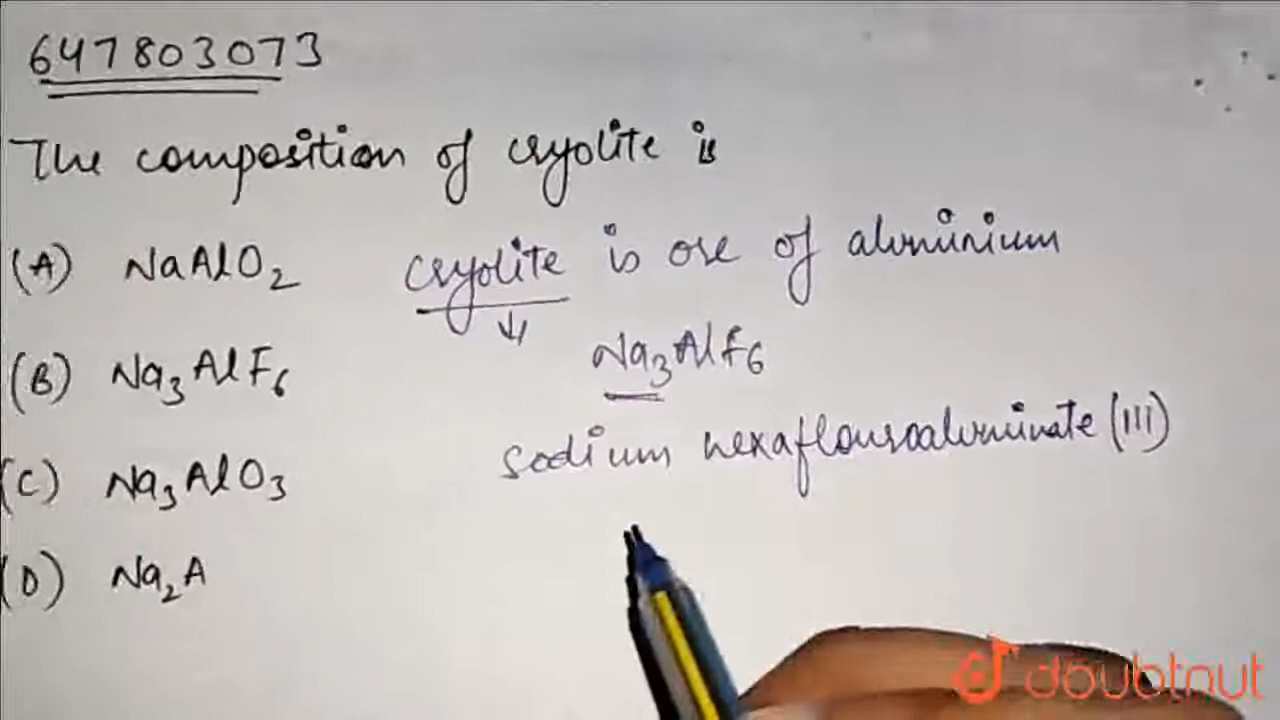 647803073
The composition of cryolite is
(A) NaAlO2
cryolite is ore of aluminium
(B) Na3AlF6
Na3AlF6
(C) Na3AlO3
sodium hexaflouroaluminate (III)
(D) Na2A
doubtnut